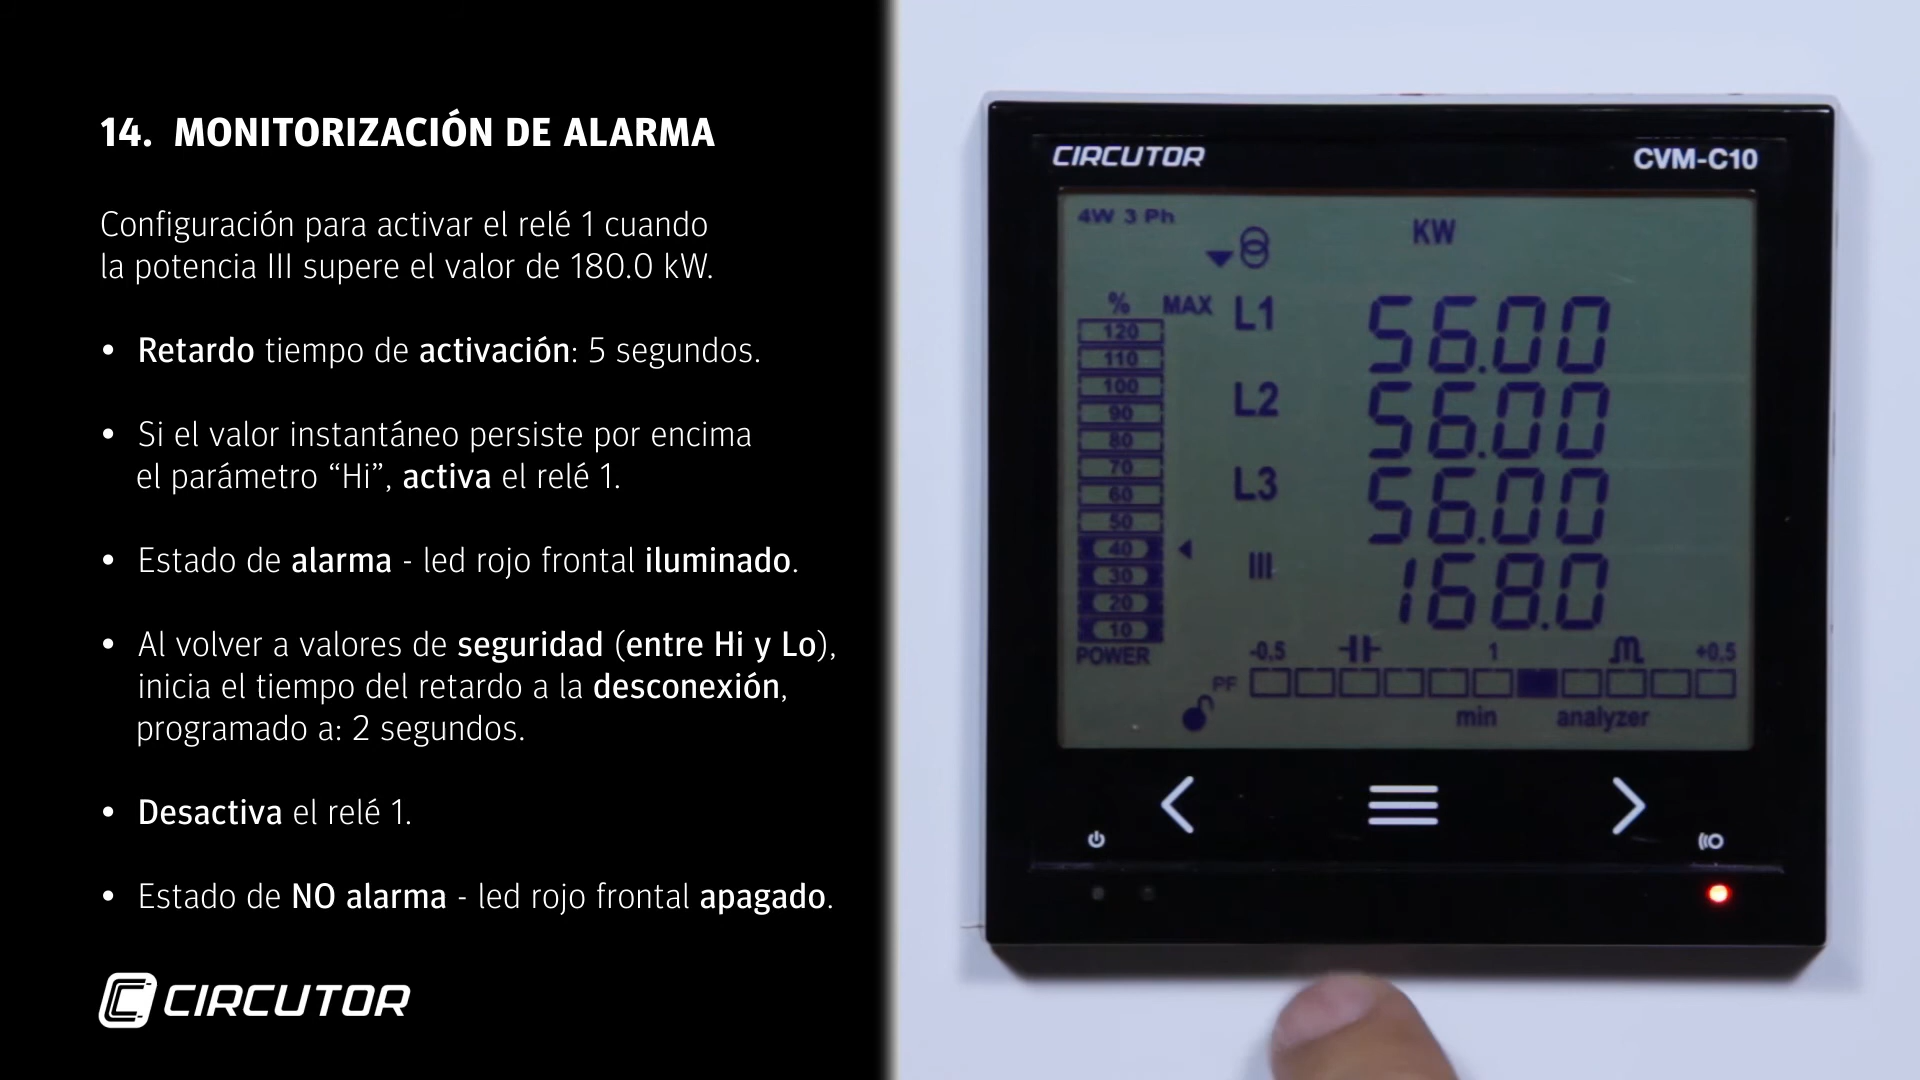 14. MONITORIZACIÓN DE ALARMA
Configuración para activar el relé 1 cuando
la potencia III supere el valor de 180.0 kW.
• Retardo tiempo de activación: 5 segundos.
• Si el valor instantáneo persiste por encima
el parámetro “Hi”, activa el relé 1.
• Estado de alarma - led rojo frontal iluminado.
• Al volver a valores de seguridad (entre Hi y Lo),
inicia el tiempo del retardo a la desconexión,
programado a: 2 segundos.
• Desactiva el relé 1.
• Estado de NO alarma - led rojo frontal apagado.
CIRCUTOR
CIRCUTOR CVM-C10
4W 3 Ph
KW
% MAX
L1 56.00
L2 56.00
L3 56.00
III 168.0
120
110
100
90
80
70
60
50
40
30
20
10
POWER
-0,5 1 +0,5
PF
min analyzer